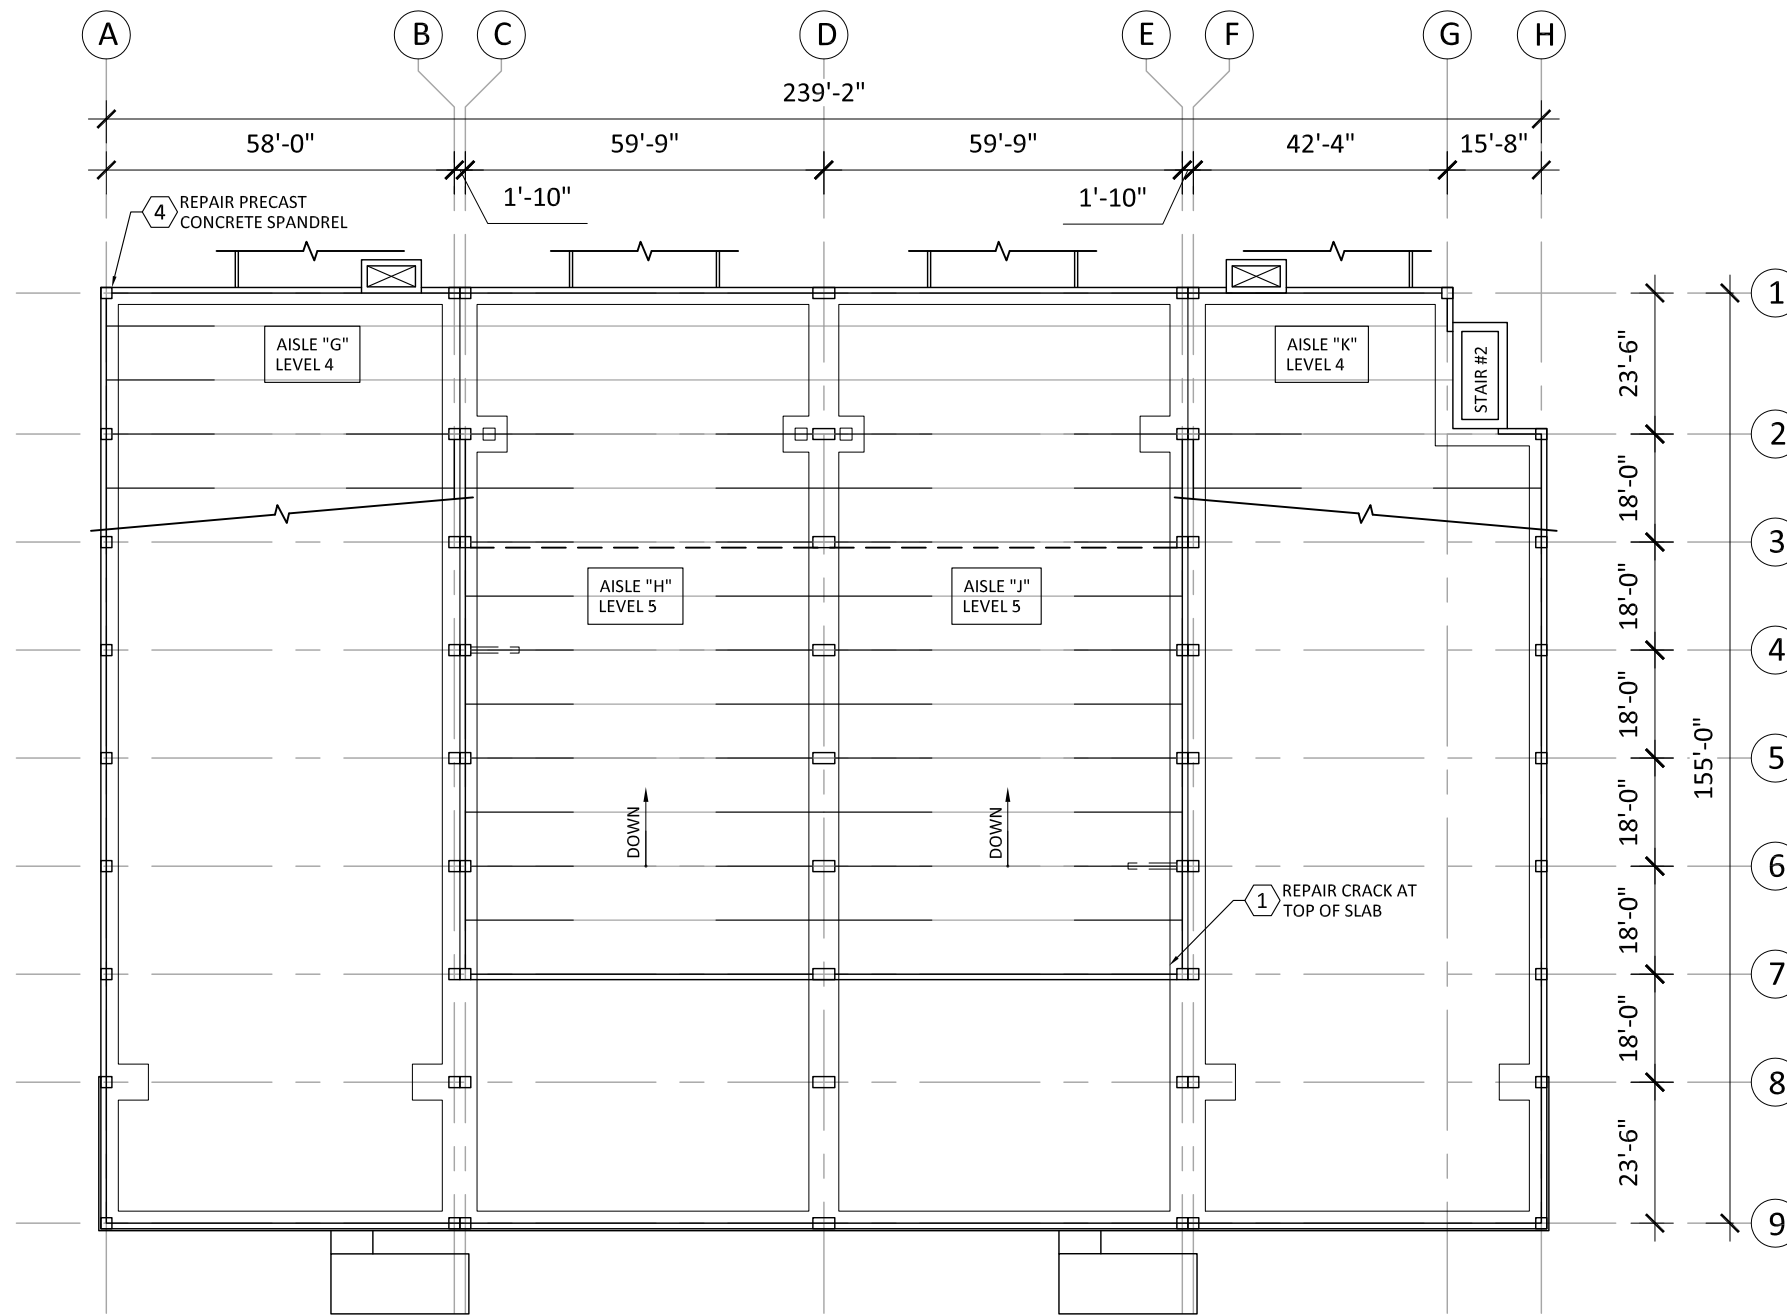 A B C D E F G H
239'-2"
58'-0" 59'-9" 59'-9" 42'-4" 15'-8"
1'-10" 1'-10"
4 REPAIR PRECAST
CONCRETE SPANDREL
1
AISLE "G"
LEVEL 4
AISLE "K"
LEVEL 4
STAIR #2
23'-6"
2
18'-0"
3
AISLE "H"
LEVEL 5
AISLE "J"
LEVEL 5
18'-0"
4
18'-0"
155'-0"
5
DOWN
DOWN
18'-0"
6
1 REPAIR CRACK AT
TOP OF SLAB
18'-0"
7
18'-0"
8
23'-6"
9